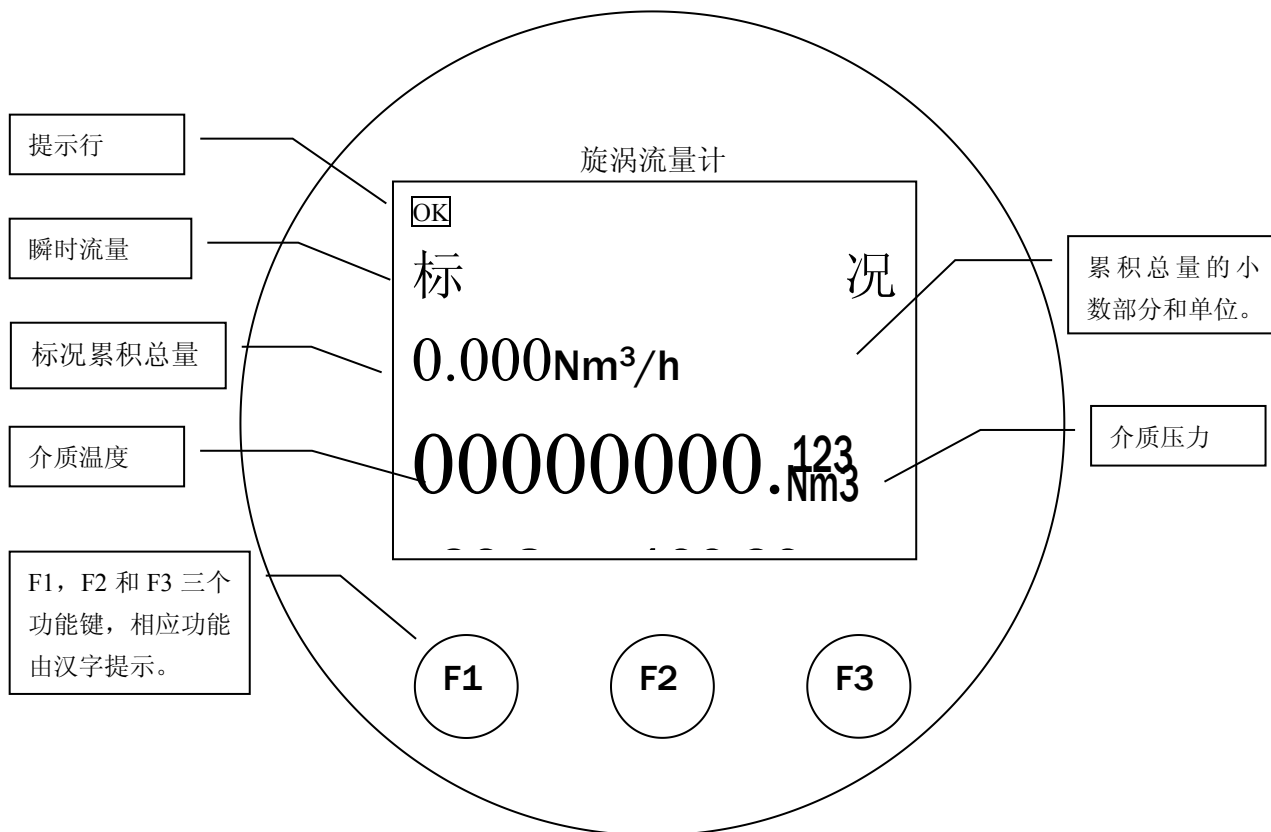 旋涡流量计
提示行
OK
瞬时流量
标 况
累积总量的小
数部分和单位。
标况累积总量
0.000Nm³/h
介质温度
00000000.123
Nm3
介质压力
F1，F2 和 F3 三个
功能键，相应功能
由汉字提示。
F1 F2 F3